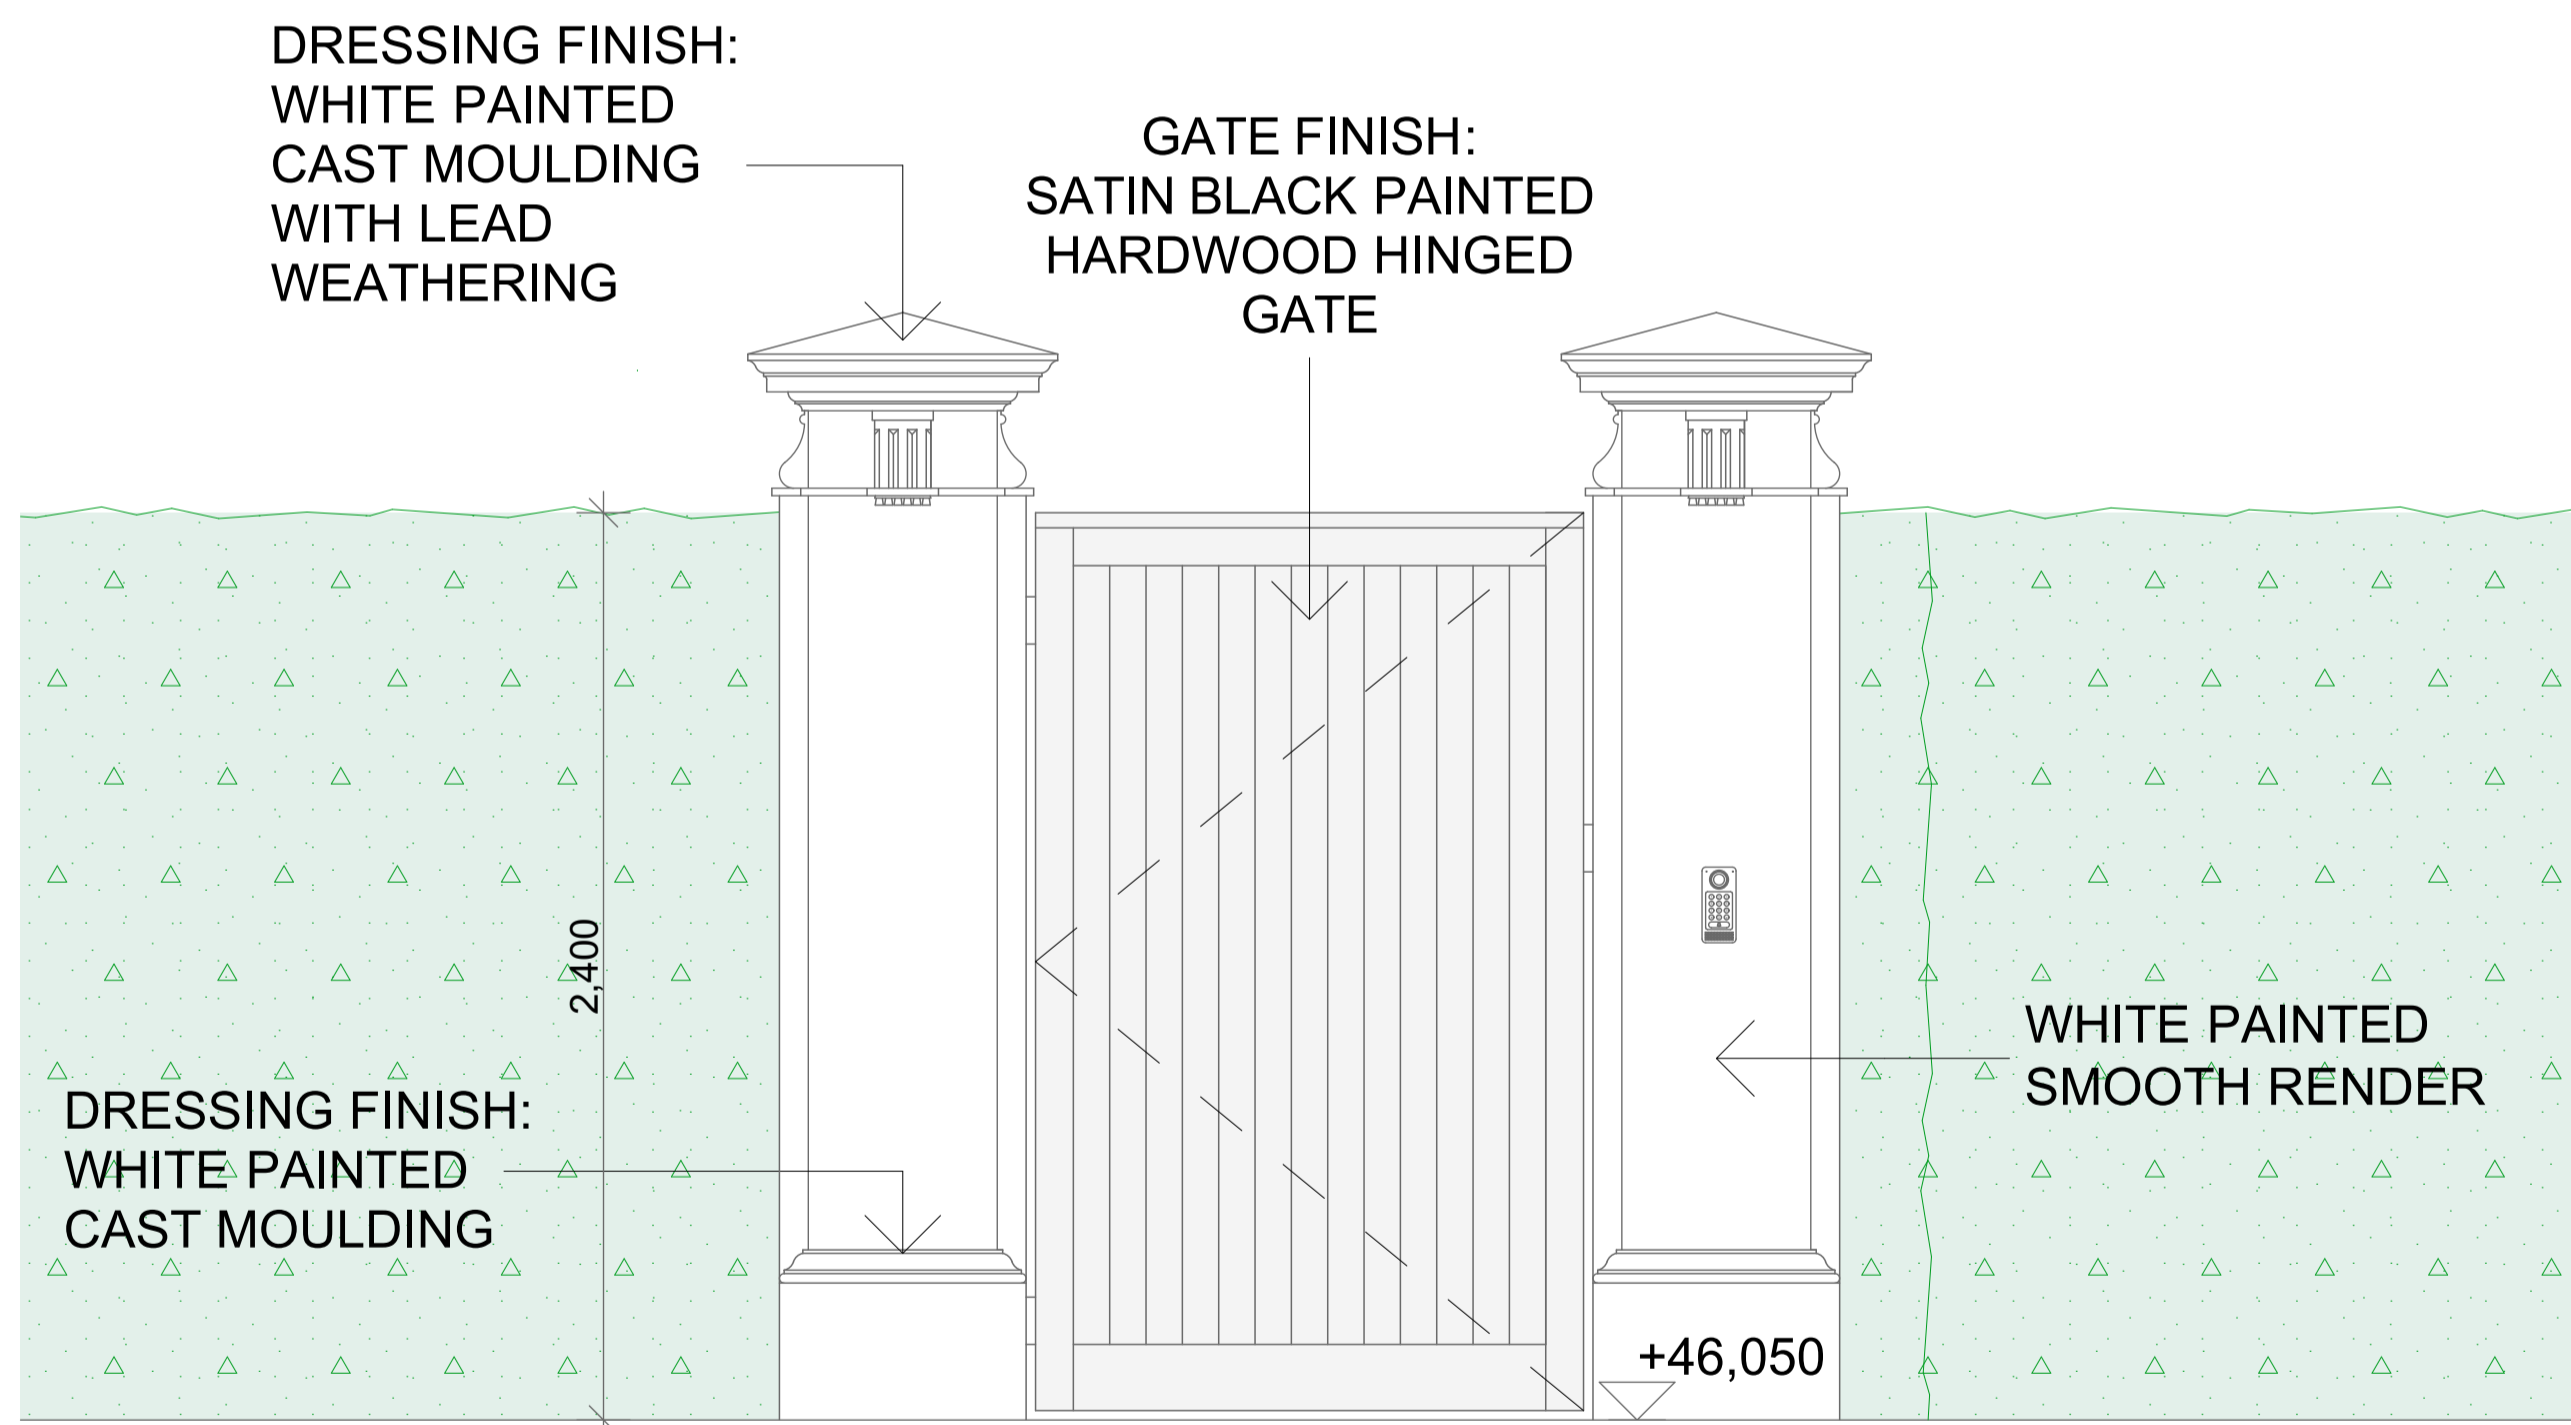 DRESSING FINISH:
WHITE PAINTED
CAST MOULDING
WITH LEAD
WEATHERING
GATE FINISH:
SATIN BLACK PAINTED
HARDWOOD HINGED
GATE
2,400
DRESSING FINISH:
WHITE PAINTED
CAST MOULDING
WHITE PAINTED
SMOOTH RENDER
+46,050